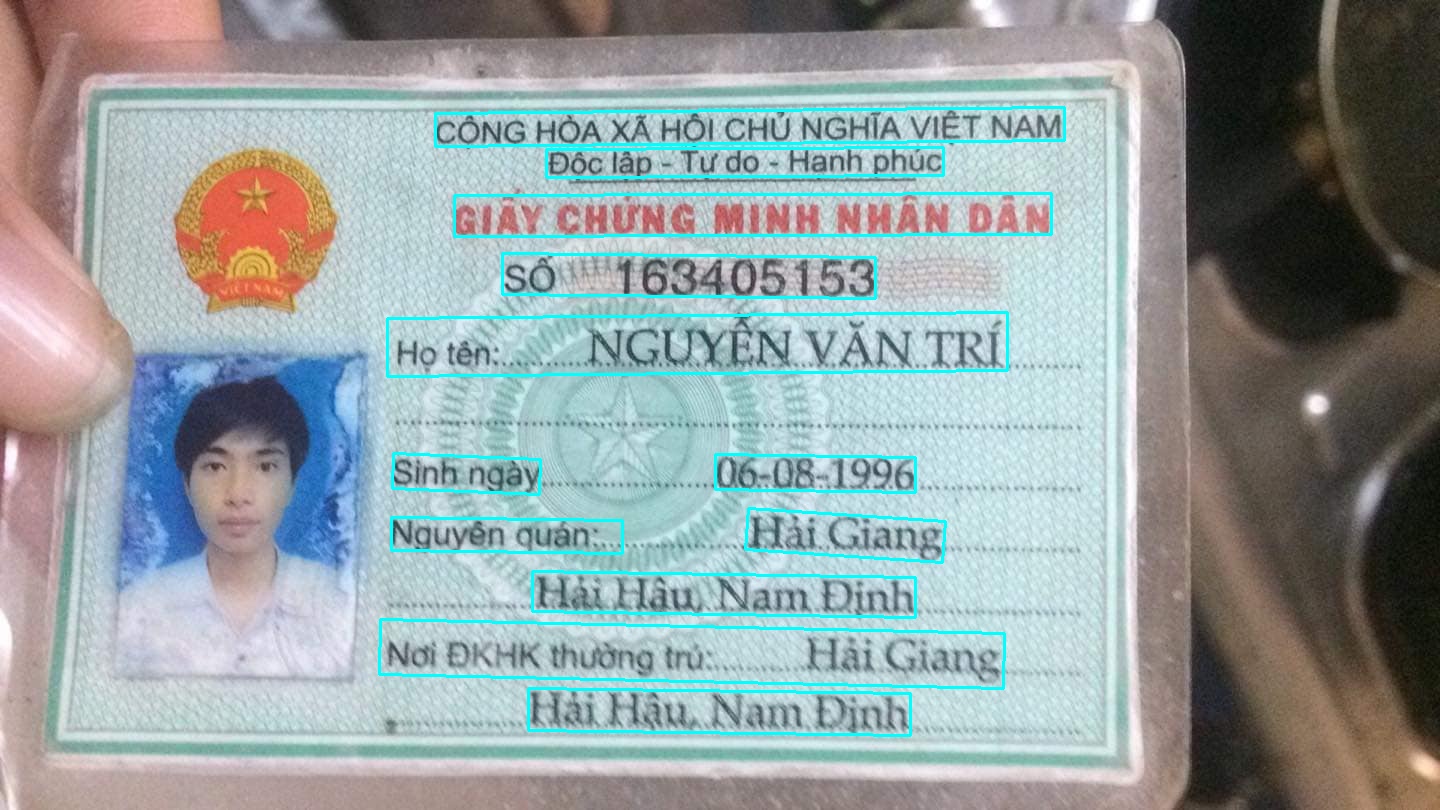 CỘNG HÒA XÃ HỘI CHỦ NGHĨA VIỆT NAM
Độc lập - Tự do - Hạnh phúc
GIẤY CHỨNG MINH NHÂN DÂN
SỐ 163405153
VIỆT NAM
Họ tên: NGUYỄN VĂN TRÍ
Sinh ngày 06-08-1996
Nguyên quán: Hải Giang
Hải Hậu, Nam Định
Nơi ĐKHK thường trú: Hải Giang
Hải Hậu, Nam Định